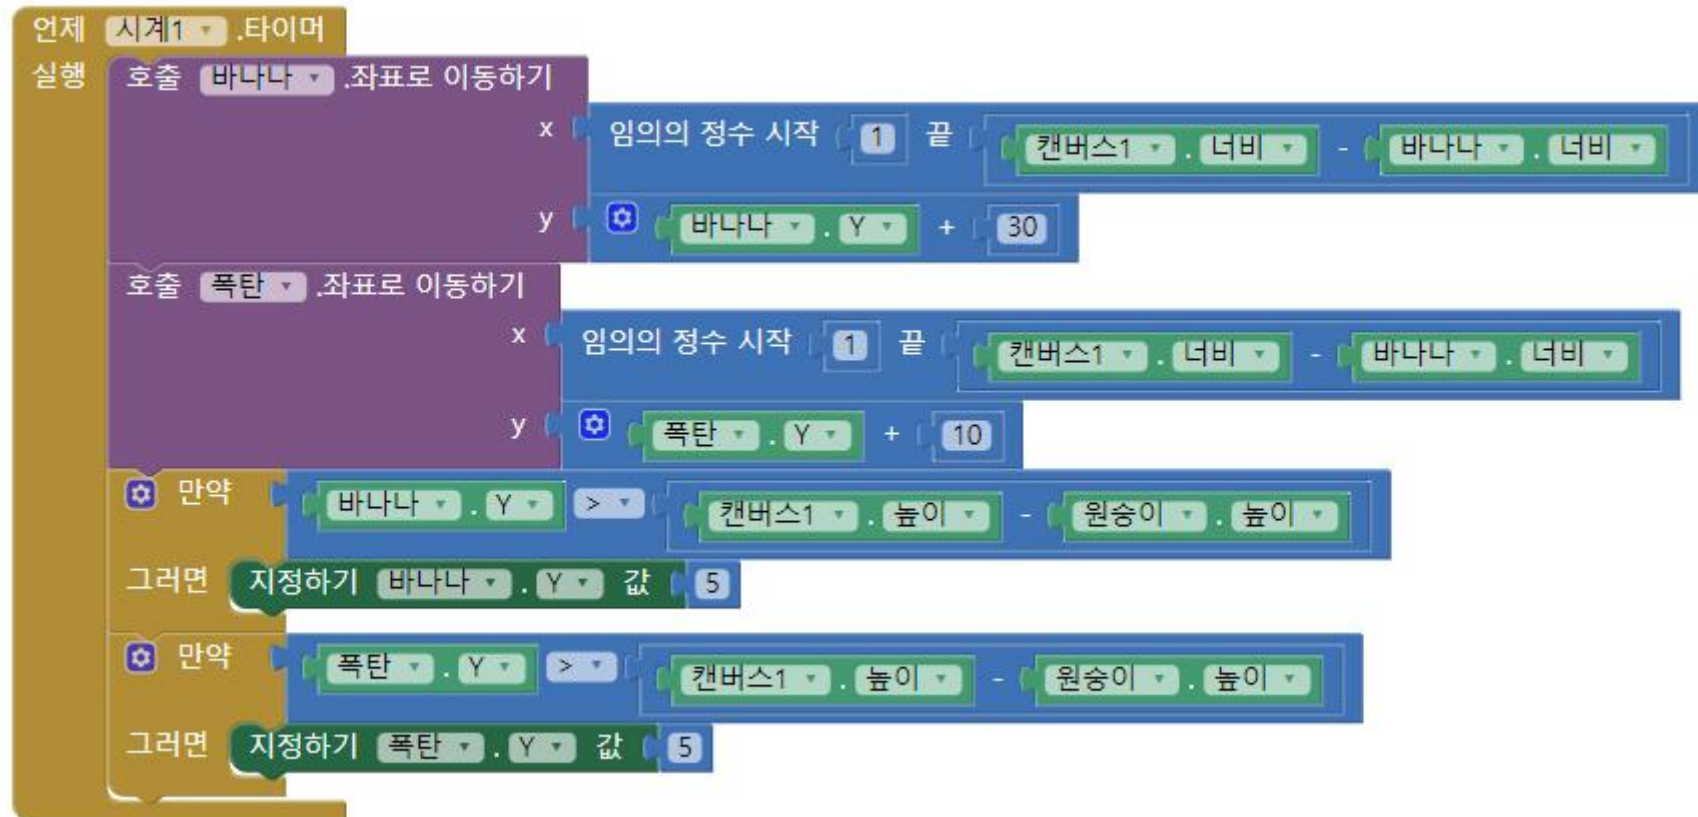 언제 시계1 .타이머
실행 호출 바나나 .좌표로 이동하기
x 임의의 정수 시작 1 끝 캔버스1 . 너비 - 바나나 . 너비
y 바나나 . Y + 30
호출 폭탄 .좌표로 이동하기
x 임의의 정수 시작 1 끝 캔버스1 . 너비 - 바나나 . 너비
y 폭탄 . Y + 10
만약 바나나 . Y > 캔버스1 . 높이 - 원숭이 . 높이
그러면 지정하기 바나나 . Y 값 5
만약 폭탄 . Y > 캔버스1 . 높이 - 원숭이 . 높이
그러면 지정하기 폭탄 . Y 값 5